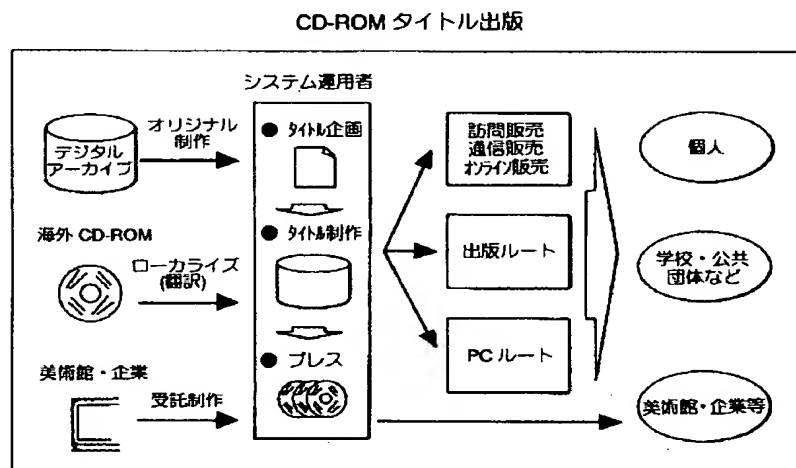 CD-ROM タイトル出版
システム運用者
デジタル
アーカイブ
オリジナル
制作
● タイトル企画
訪問販売
通信販売
オンライン販売
個人
海外 CD-ROM
ローカライズ
(翻訳)
● タイトル制作
出版ルート
学校・公共
団体など
美術館・企業
受託制作
● プレス
PC ルート
美術館・企業等